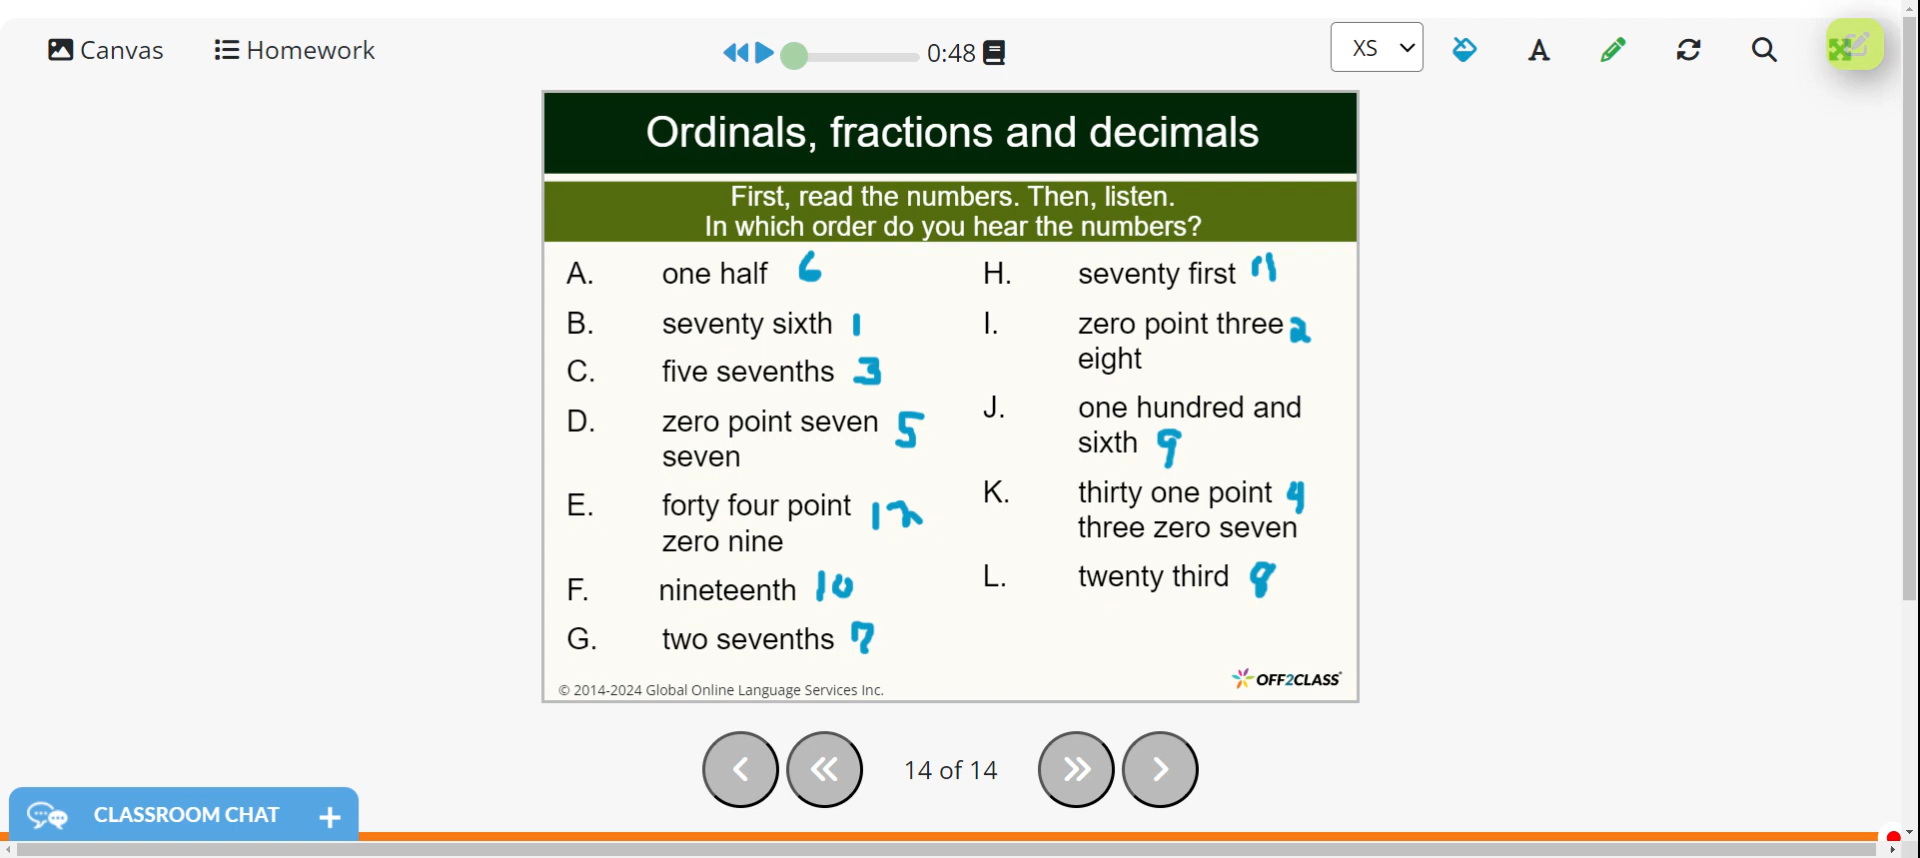 Canvas
Homework
0:48
XS
A
Ordinals, fractions and decimals
First, read the numbers. Then, listen.
In which order do you hear the numbers?
A. one half 6
B. seventy sixth 1
C. five sevenths 3
D. zero point seven 5
seven
E. forty four point 12
zero nine
F. nineteenth 10
G. two sevenths 7
H. seventy first 11
I. zero point three 2
eight
J. one hundred and
sixth 9
K. thirty one point 4
three zero seven
L. twenty third 8
© 2014-2024 Global Online Language Services Inc.
OFF2CLASS
14 of 14
CLASSROOM CHAT +